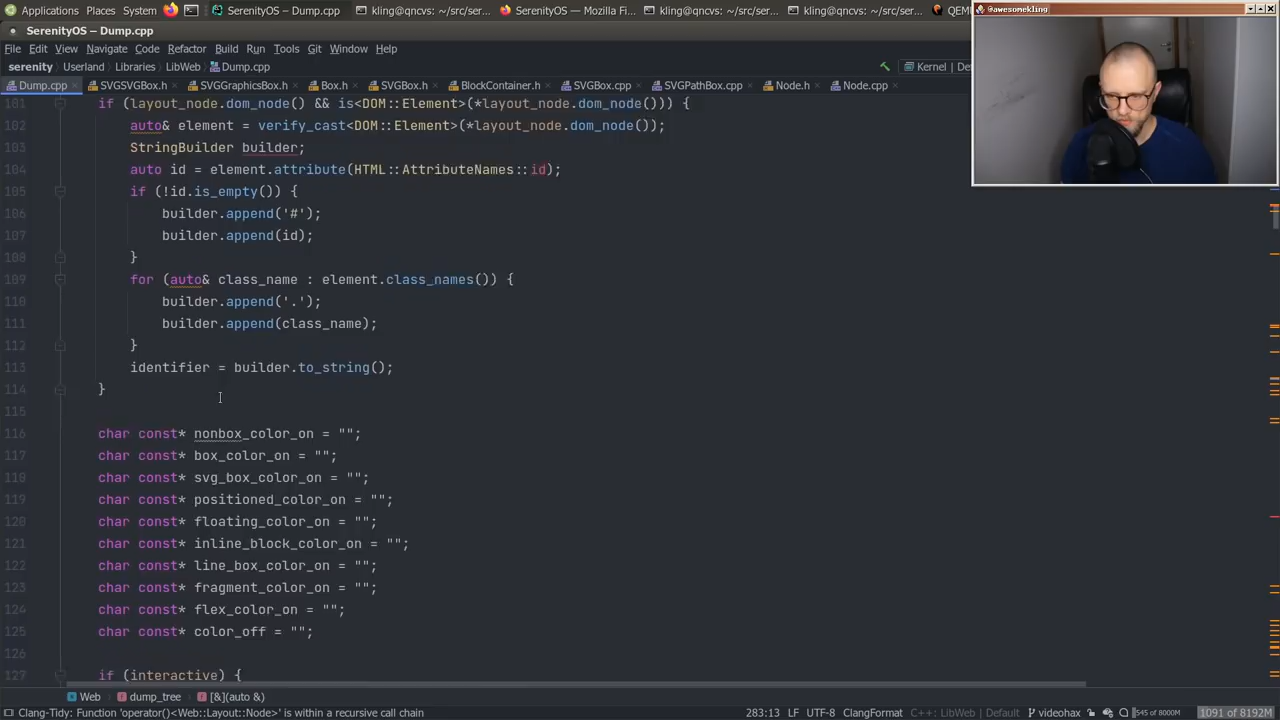 Applications Places System SerenityOS – Dump.cpp kling@qncvs: ~/src/ser... SerenityOS — Mozilla Fi... kling@qncvs: ~/src/ser... kling@qncvs: ~/src/ser... QEM
@awesomekling
SerenityOS – Dump.cpp
File Edit View Navigate Code Refactor Build Run Tools Git Window Help
serenity Userland Libraries LibWeb Dump.cpp Kernel | De
Dump.cpp SVGSVGBox.h SVGGraphicsBox.h Box.h SVGBox.h BlockContainer.h SVGBox.cpp SVGPathBox.cpp Node.h Node.cpp
101 if (layout_node.dom_node() && is<DOM::Element>(*layout_node.dom_node())) {
102 auto& element = verify_cast<DOM::Element>(*layout_node.dom_node());
103 StringBuilder builder;
104 auto id = element.attribute(HTML::AttributeNames::id);
105 if (!id.is_empty()) {
106 builder.append('#');
107 builder.append(id);
108 }
109 for (auto& class_name : element.class_names()) {
110 builder.append('.');
111 builder.append(class_name);
112 }
113 identifier = builder.to_string();
114 }
115
116 char const* nonbox_color_on = "";
117 char const* box_color_on = "";
118 char const* svg_box_color_on = "";
119 char const* positioned_color_on = "";
120 char const* floating_color_on = "";
121 char const* inline_block_color_on = "";
122 char const* line_box_color_on = "";
123 char const* fragment_color_on = "";
124 char const* flex_color_on = "";
125 char const* color_off = "";
126
127 if (interactive) {
Web dump_tree [&](auto &)
Clang-Tidy: Function 'operator()<Web::Layout::Node>' is within a recursive call chain 283:13 LF UTF-8 ClangFormat C++: LibWeb | Default videohax 545 of 8000M 1091 of 8192M